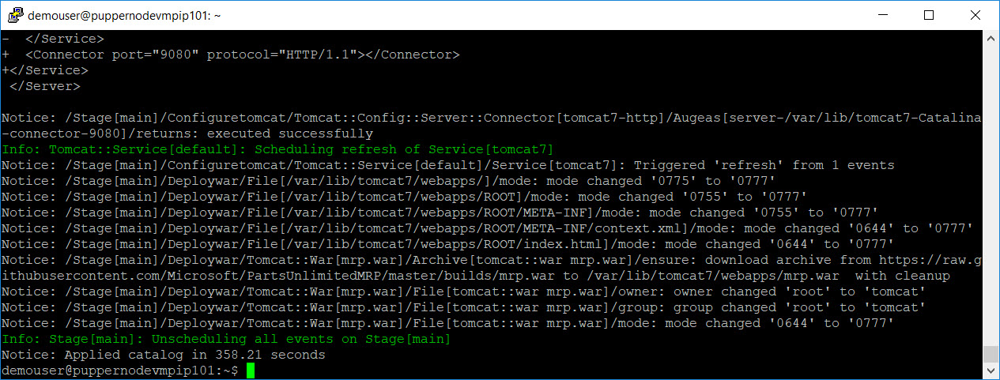 demouser@puppernodevmpip101: ~
-  </Service>
+  <Connector port="9080" protocol="HTTP/1.1"></Connector>
+</Service>
 </Server>
Notice: /Stage[main]/Configuretomcat/Tomcat::Config::Server::Connector[tomcat7-http]/Augeas[server-/var/lib/tomcat7-Catalina
-connector-9080]/returns: executed successfully
Info: Tomcat::Service[default]: Scheduling refresh of Service[tomcat7]
Notice: /Stage[main]/Configuretomcat/Tomcat::Service[default]/Service[tomcat7]: Triggered 'refresh' from 1 events
Notice: /Stage[main]/Deploywar/File[/var/lib/tomcat7/webapps/]/mode: mode changed '0775' to '0777'
Notice: /Stage[main]/Deploywar/File[/var/lib/tomcat7/webapps/ROOT]/mode: mode changed '0755' to '0777'
Notice: /Stage[main]/Deploywar/File[/var/lib/tomcat7/webapps/ROOT/META-INF]/mode: mode changed '0755' to '0777'
Notice: /Stage[main]/Deploywar/File[/var/lib/tomcat7/webapps/ROOT/META-INF/context.xml]/mode: mode changed '0644' to '0777'
Notice: /Stage[main]/Deploywar/File[/var/lib/tomcat7/webapps/ROOT/index.html]/mode: mode changed '0644' to '0777'
Notice: /Stage[main]/Deploywar/Tomcat::War[mrp.war]/Archive[tomcat::war mrp.war]/ensure: download archive from https://raw.g
ithubusercontent.com/Microsoft/PartsUnlimitedMRP/master/builds/mrp.war to /var/lib/tomcat7/webapps/mrp.war  with cleanup
Notice: /Stage[main]/Deploywar/Tomcat::War[mrp.war]/File[tomcat::war mrp.war]/owner: owner changed 'root' to 'tomcat'
Notice: /Stage[main]/Deploywar/Tomcat::War[mrp.war]/File[tomcat::war mrp.war]/group: group changed 'root' to 'tomcat'
Notice: /Stage[main]/Deploywar/Tomcat::War[mrp.war]/File[tomcat::war mrp.war]/mode: mode changed '0644' to '0777'
Info: Stage[main]: Unscheduling all events on Stage[main]
Notice: Applied catalog in 358.21 seconds
demouser@puppernodevmpip101:~$